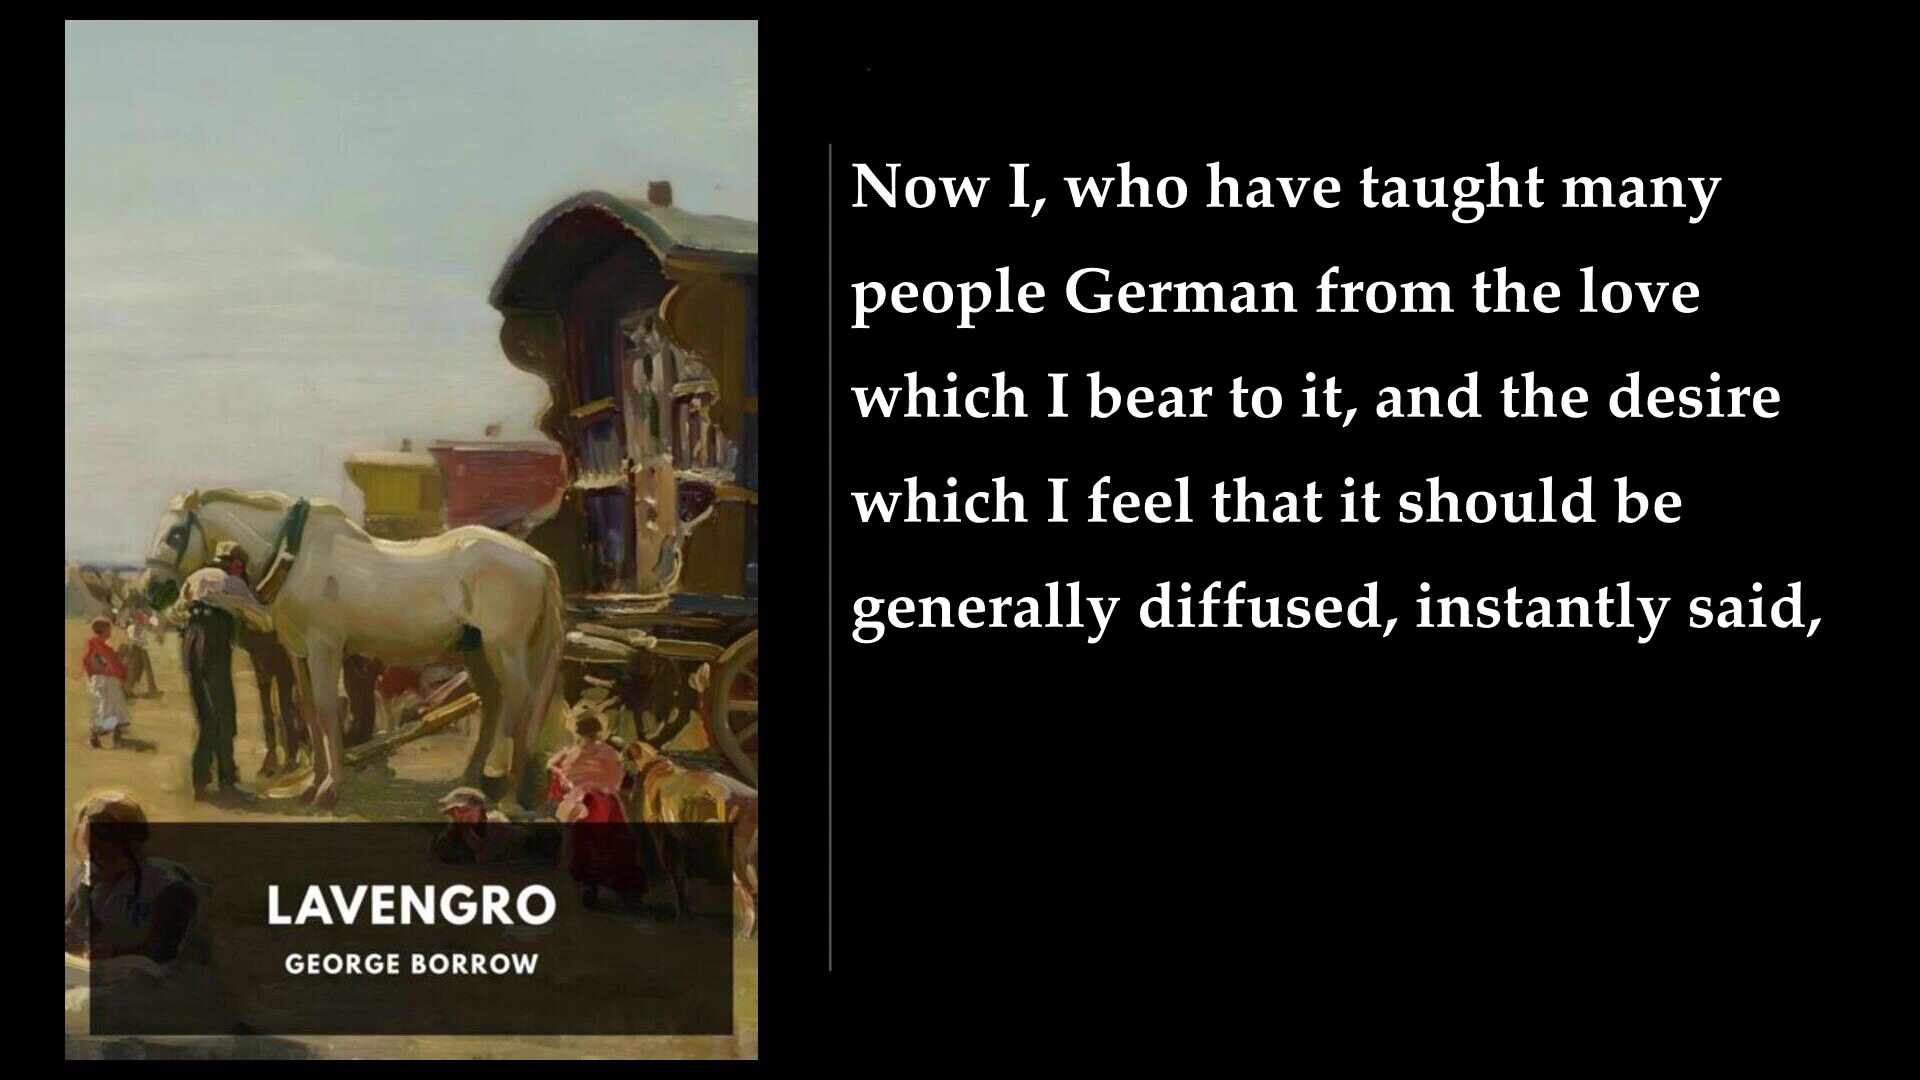 Now I, who have taught many
people German from the love
which I bear to it, and the desire
which I feel that it should be
generally diffused, instantly said,
LAVENGRO
GEORGE BORROW